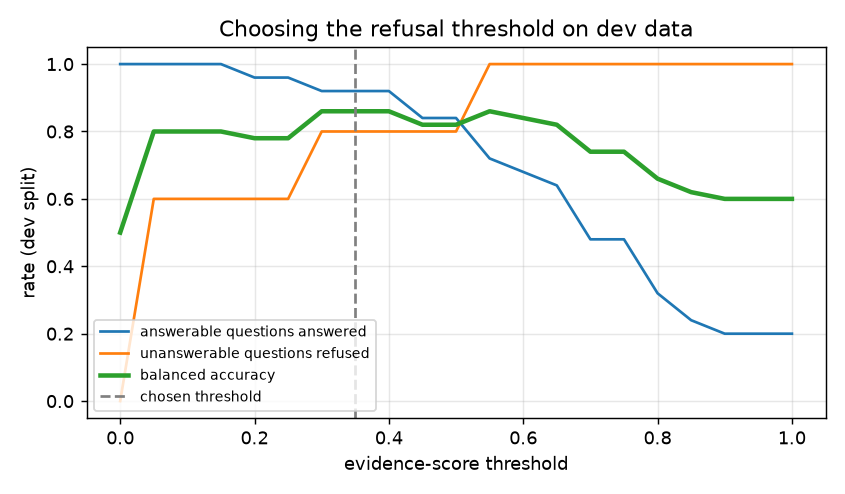 Choosing the refusal threshold on dev data
1.0
0.8
0.6
0.4
0.2
0.0
rate (dev split)
answerable questions answered
unanswerable questions refused
balanced accuracy
chosen threshold
0.0 0.2 0.4 0.6 0.8 1.0
evidence-score threshold